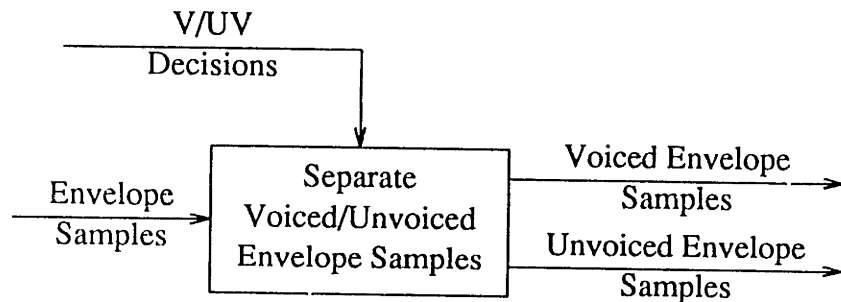 V/UV
Decisions
Envelope
Samples
Separate
Voiced/Unvoiced
Envelope Samples
Voiced Envelope
Samples
Unvoiced Envelope
Samples